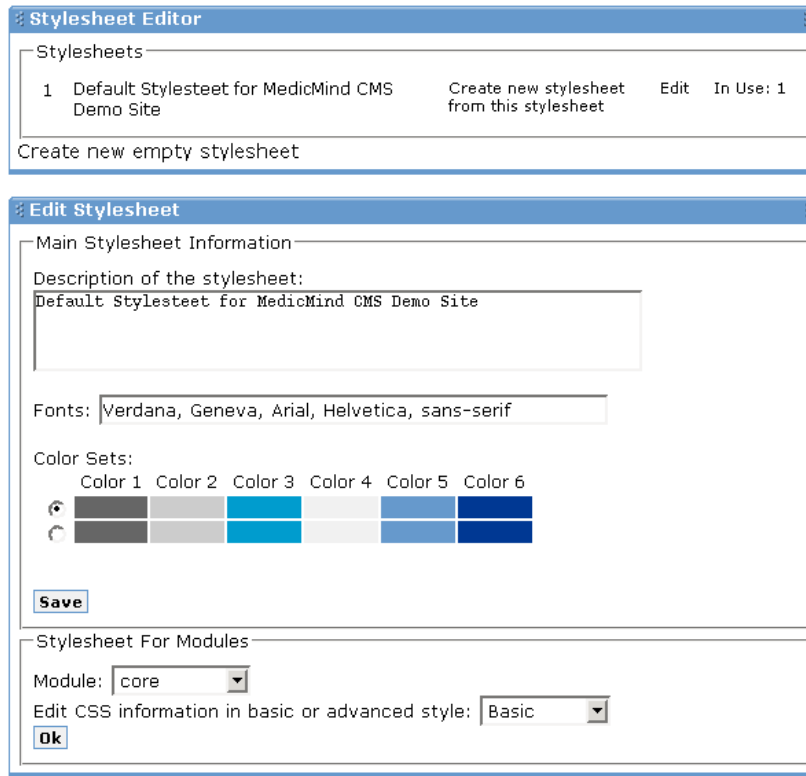 Stylesheet Editor
Stylesheets
1 Default Stylesteet for MedicMind CMS Create new stylesheet Edit In Use: 1
Demo Site from this stylesheet
Create new empty stylesheet
Edit Stylesheet
Main Stylesheet Information
Description of the stylesheet:
Default Stylesteet for MedicMind CMS Demo Site
Fonts: Verdana, Geneva, Arial, Helvetica, sans-serif
Color Sets:
Color 1 Color 2 Color 3 Color 4 Color 5 Color 6
Save
Stylesheet For Modules
Module: core
Edit CSS information in basic or advanced style: Basic
Ok